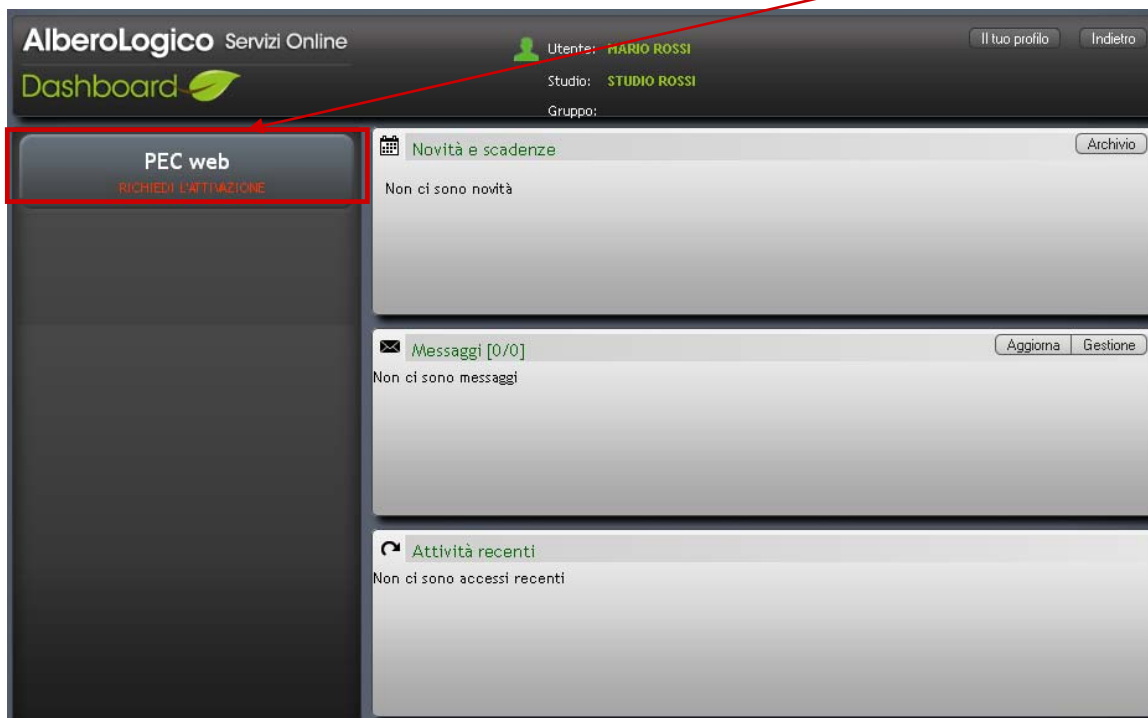 AlberoLogico Servizi Online
Dashboard
Utente: MARIO ROSSI
Studio: STUDIO ROSSI
Gruppo:
Il tuo profilo
Indietro
PEC web
RICHIEDI L'ATTIVAZIONE
Novità e scadenze
Archivio
Non ci sono novità
Messaggi [0/0]
Aggiorna
Gestione
Non ci sono messaggi
Attività recenti
Non ci sono accessi recenti